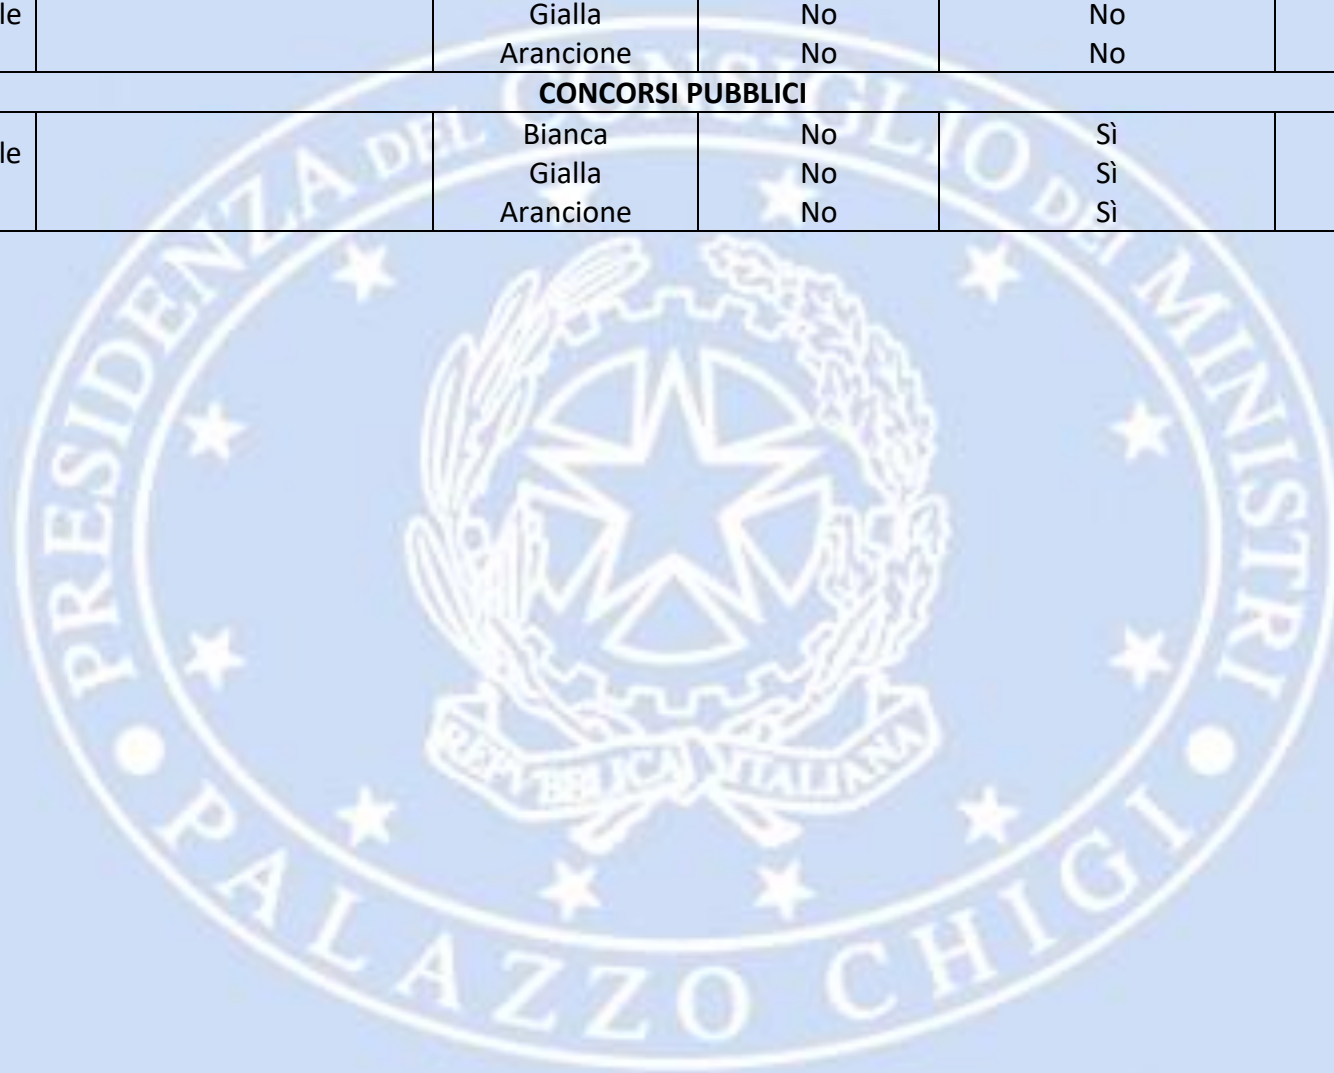 le Gialla No No
Arancione No No
CONCORSI PUBBLICI
le Bianca No Sì
Gialla No Sì
Arancione No Sì
PRESIDENZA DEL CONSIGLIO DEI MINISTRI
REPVBBLICA ITALIANA
• PALAZZO CHIGI •